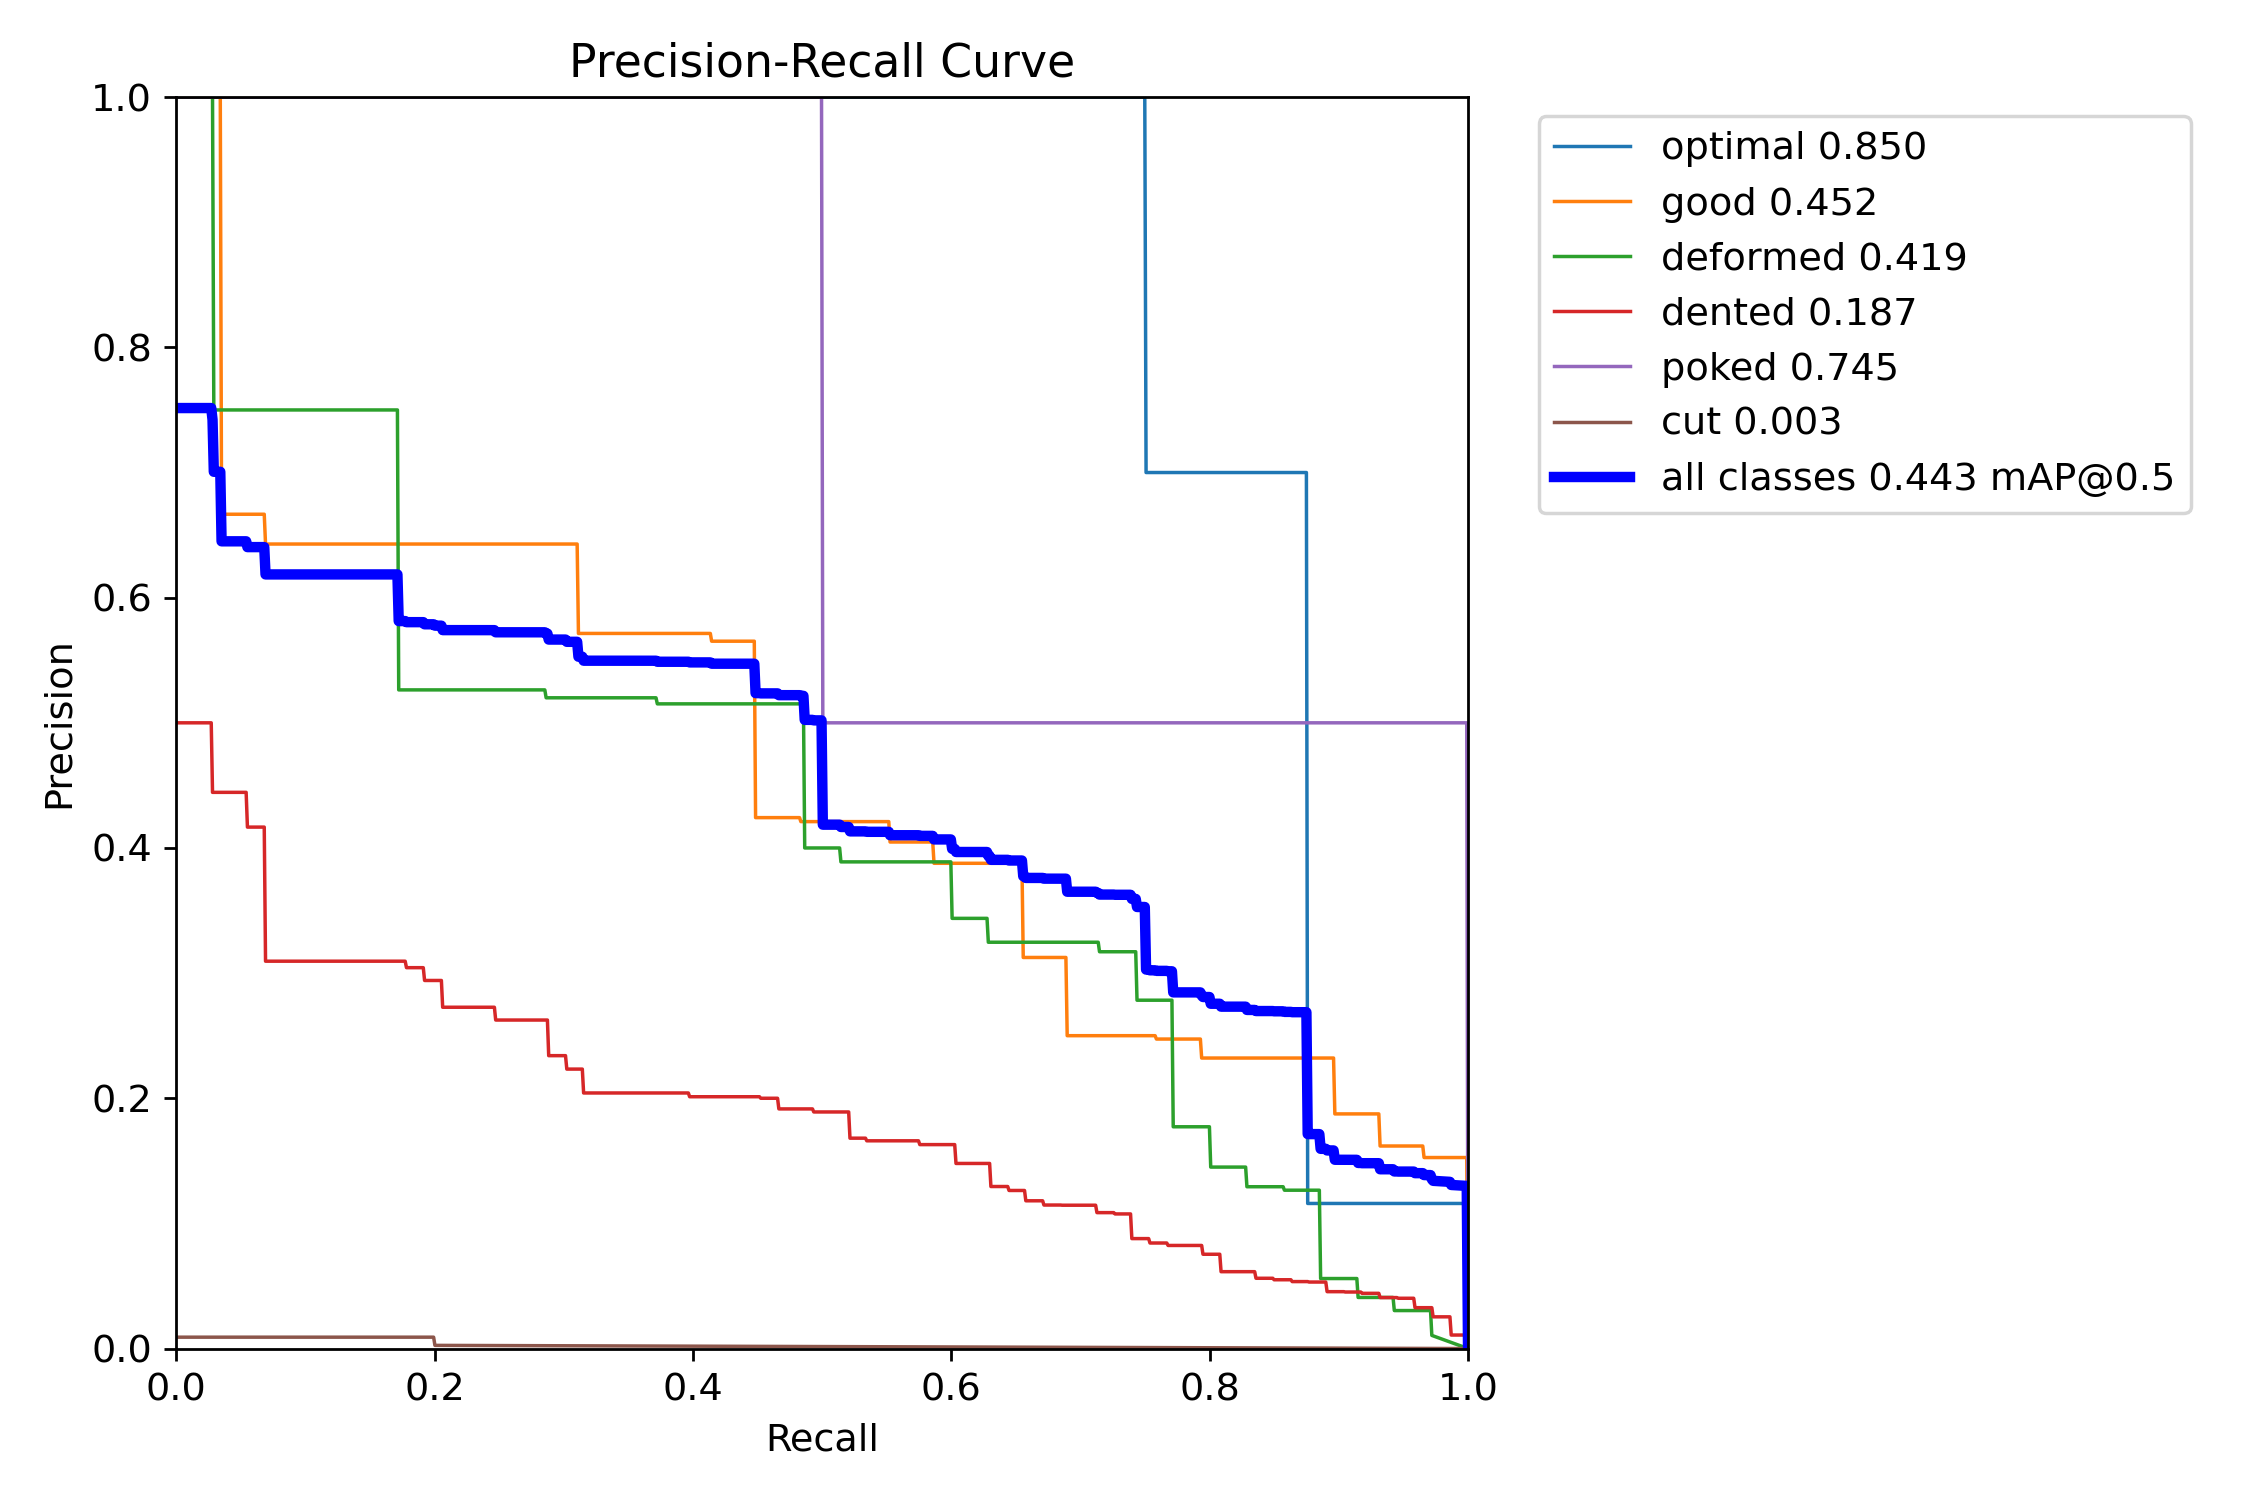 Precision-Recall Curve
1.0
0.8
0.6
0.4
0.2
0.0
Precision
0.0 0.2 0.4 0.6 0.8 1.0
Recall
optimal 0.850
good 0.452
deformed 0.419
dented 0.187
poked 0.745
cut 0.003
all classes 0.443 mAP@0.5